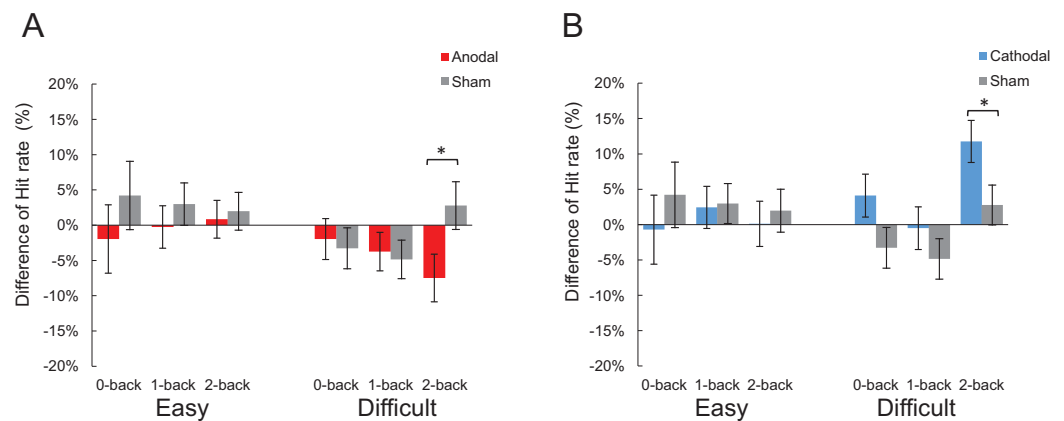 A
Anodal
Sham
Difference of Hit rate (%)
20%
15%
10%
5%
0%
-5%
-10%
-15%
-20%
*
0-back 1-back 2-back 0-back 1-back 2-back
Easy Difficult
B
Cathodal
Sham
Difference of Hit rate (%)
20%
15%
10%
5%
0%
-5%
-10%
-15%
-20%
*
0-back 1-back 2-back 0-back 1-back 2-back
Easy Difficult